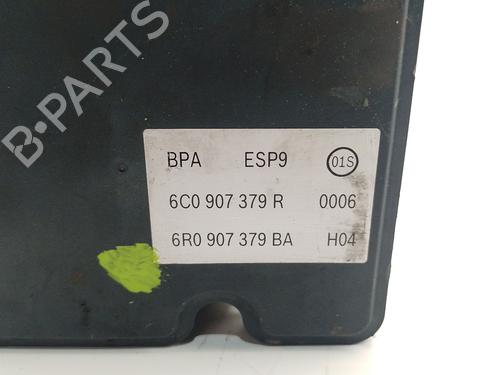 B-PARTS
BPA ESP9 01S
6C0 907 379 R 0006
6R0 907 379 BA H04